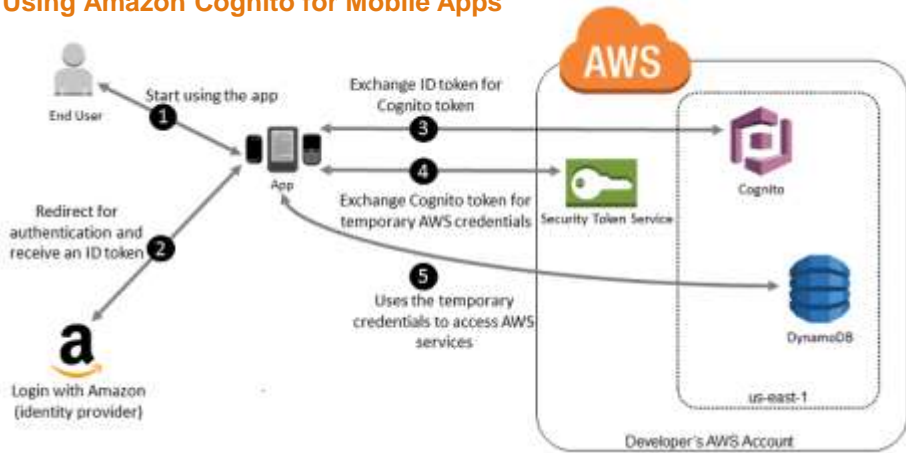 Using Amazon Cognito for Mobile Apps
AWS
End User
Start using the app
1
Exchange ID token for
Cognito token
3
App
4
Exchange Cognito token for
temporary AWS credentials
Security Token Service
Cognito
Redirect for
authentication and
receive an ID token
2
5
Uses the temporary
credentials to access AWS
services
DynamoDB
a
Login with Amazon
(identity provider)
us-east-1
Developer's AWS Account